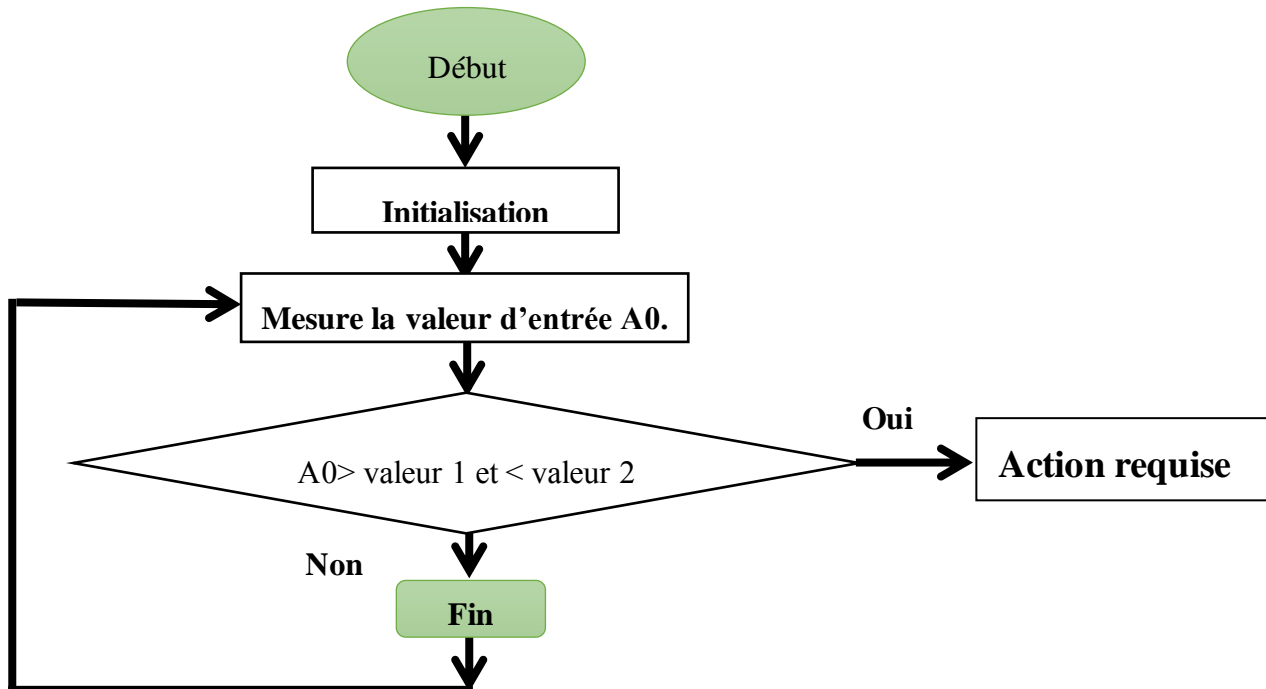 Début
Initialisation
Mesure la valeur d’entrée A0.
A0> valeur 1 et < valeur 2
Oui
Action requise
Non
Fin